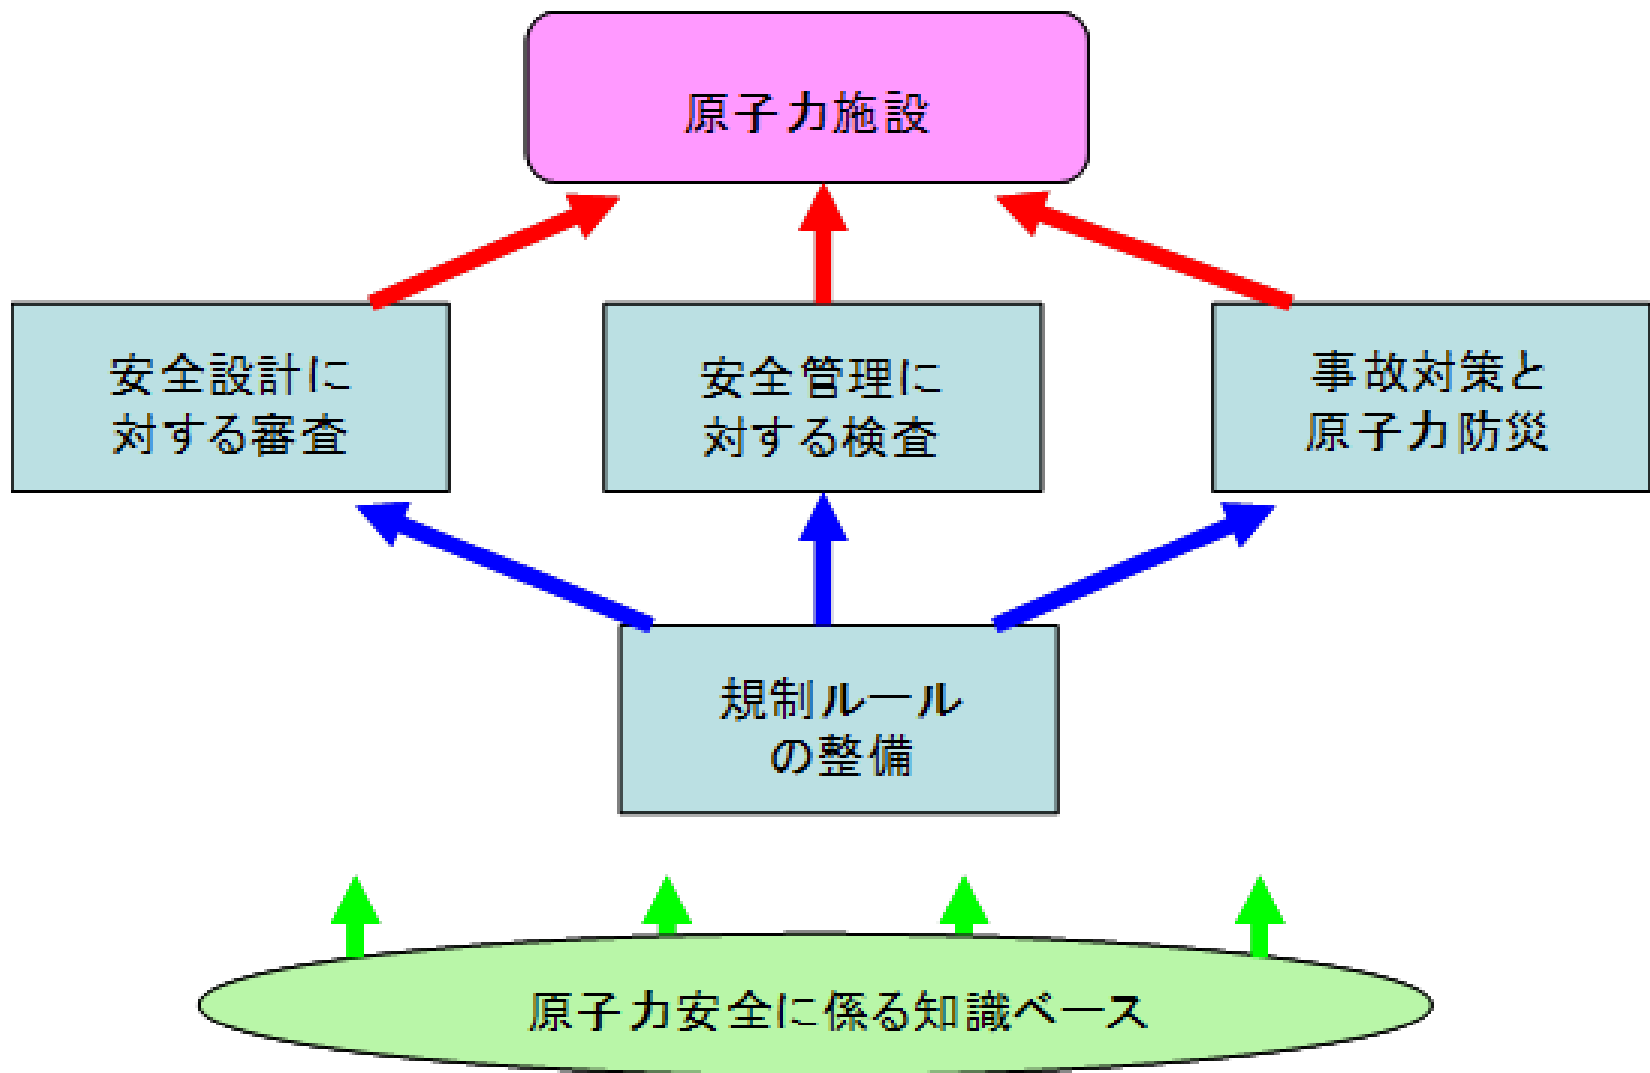 原子力施設
安全設計に
対する審査
安全管理に
対する検査
事故対策と
原子力防災
規制ルール
の整備
原子力安全に係る知識ベース